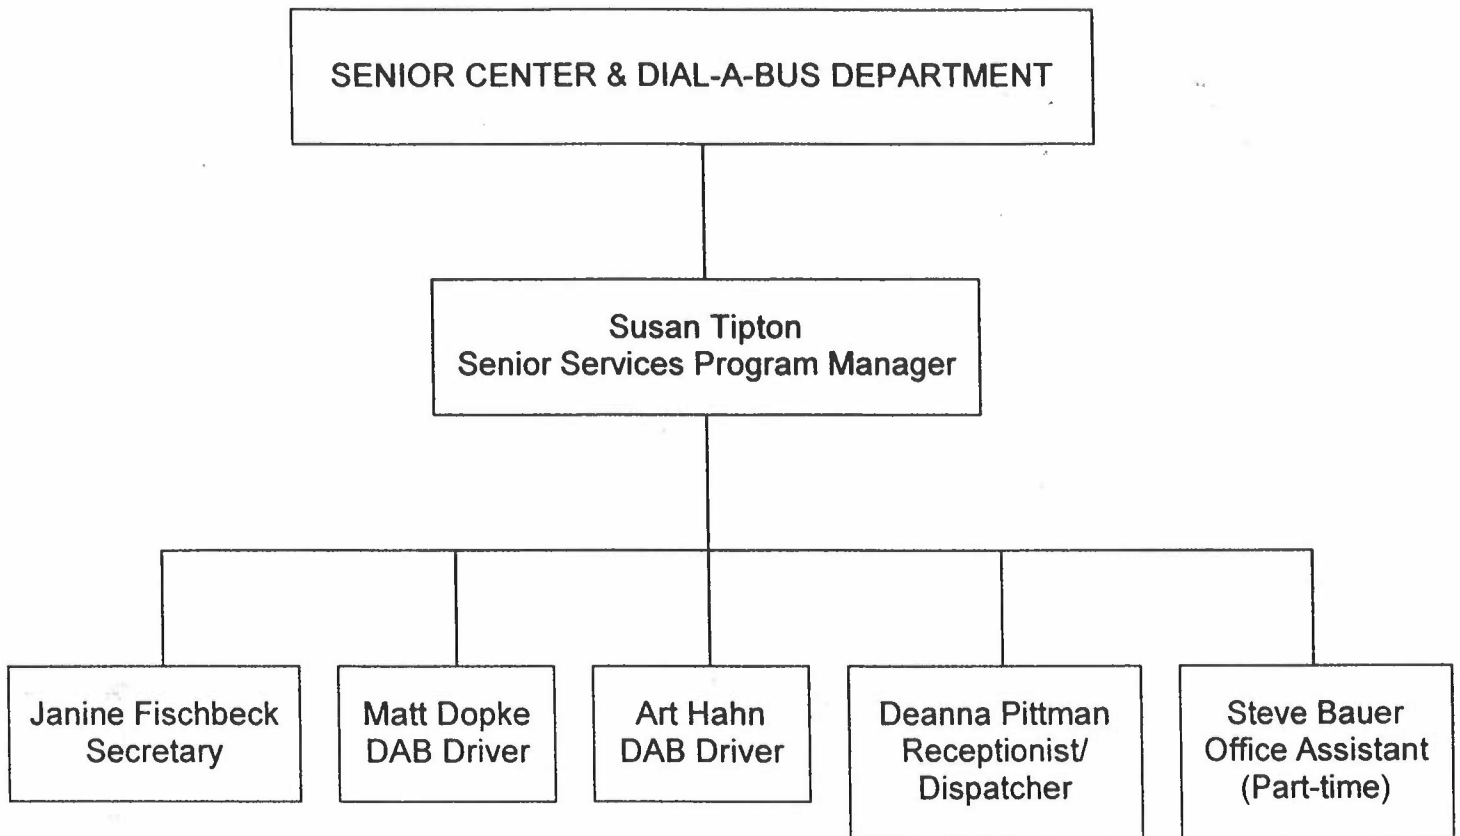 SENIOR CENTER & DIAL-A-BUS DEPARTMENT
Susan Tipton
Senior Services Program Manager
Janine Fischbeck
Secretary
Matt Dopke
DAB Driver
Art Hahn
DAB Driver
Deanna Pittman
Receptionist/
Dispatcher
Steve Bauer
Office Assistant
(Part-time)